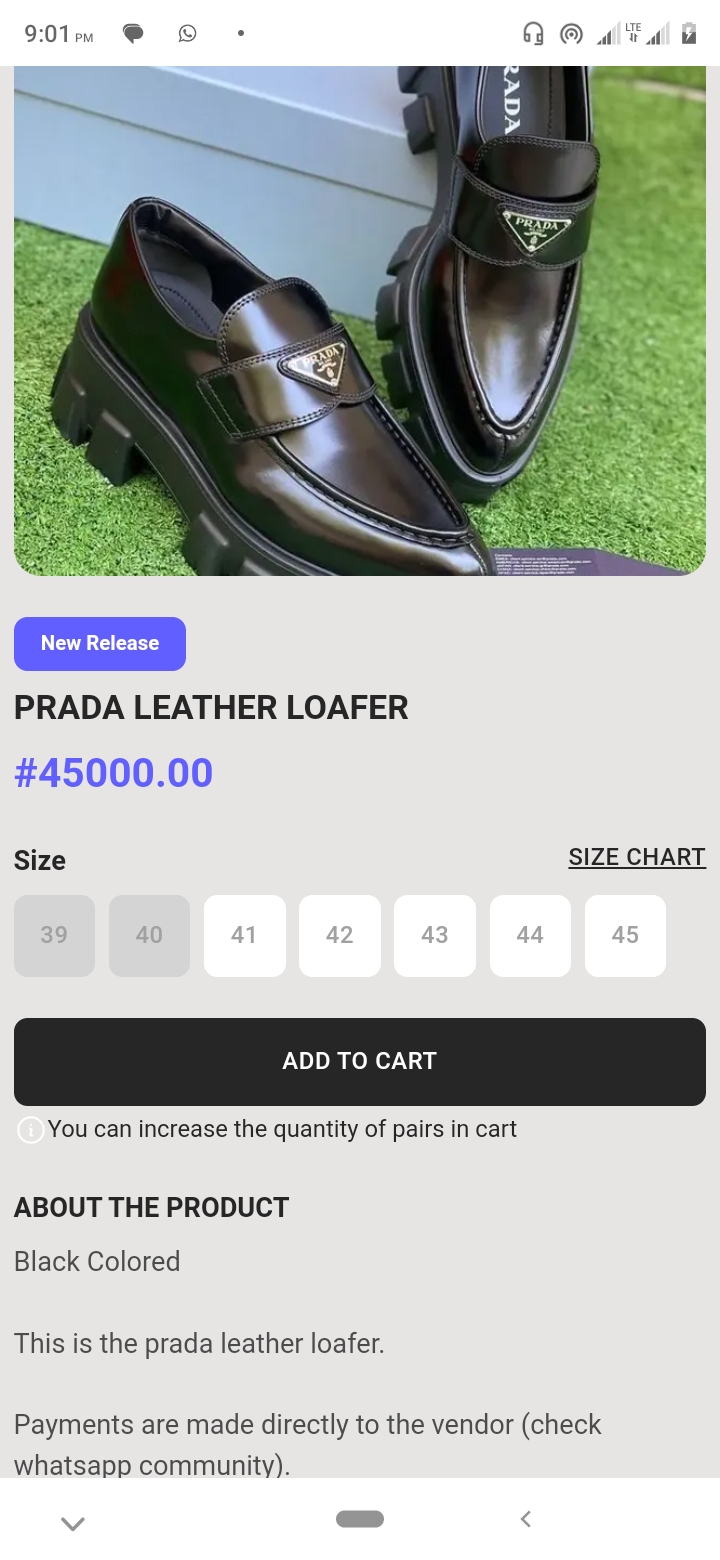 9:01 PM
LTE
RADA
PRADA
PRADA
New Release
PRADA LEATHER LOAFER
#45000.00
Size
SIZE CHART
39 40 41 42 43 44 45
ADD TO CART
You can increase the quantity of pairs in cart
ABOUT THE PRODUCT
Black Colored
This is the prada leather loafer.
Payments are made directly to the vendor (check
whatsapp community).